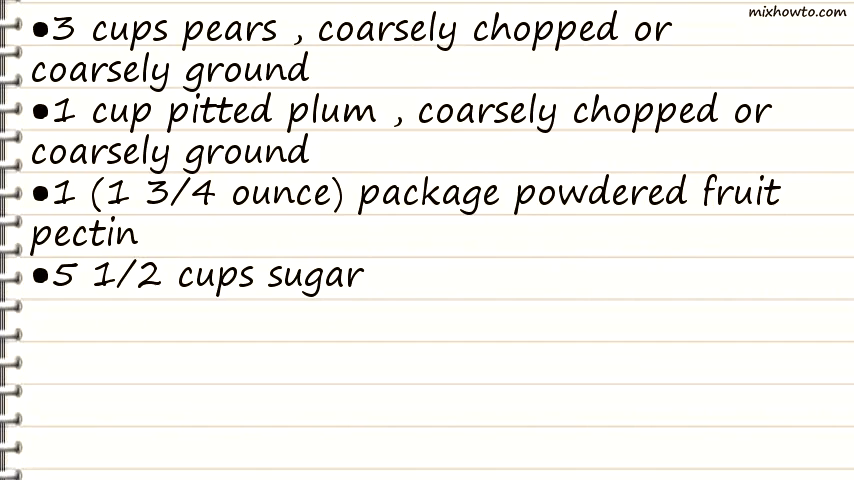 mixhowto.com
●3 cups pears , coarsely chopped or
coarsely ground
●1 cup pitted plum , coarsely chopped or
coarsely ground
●1 (1 3/4 ounce) package powdered fruit
pectin
●5 1/2 cups sugar